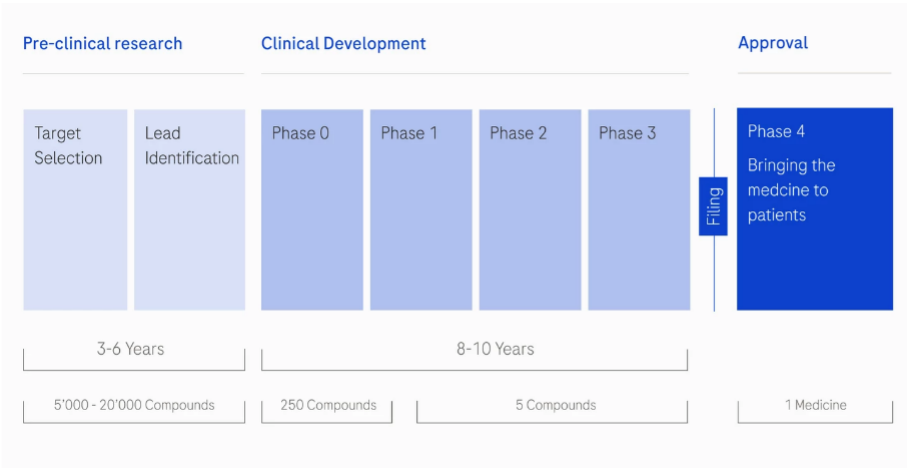 Pre-clinical research
Clinical Development
Approval
Target
Selection
Lead
Identification
Phase 0
Phase 1
Phase 2
Phase 3
Filing
Phase 4
Bringing the
medcine to
patients
3-6 Years
8-10 Years
5'000 - 20'000 Compounds
250 Compounds
5 Compounds
1 Medicine